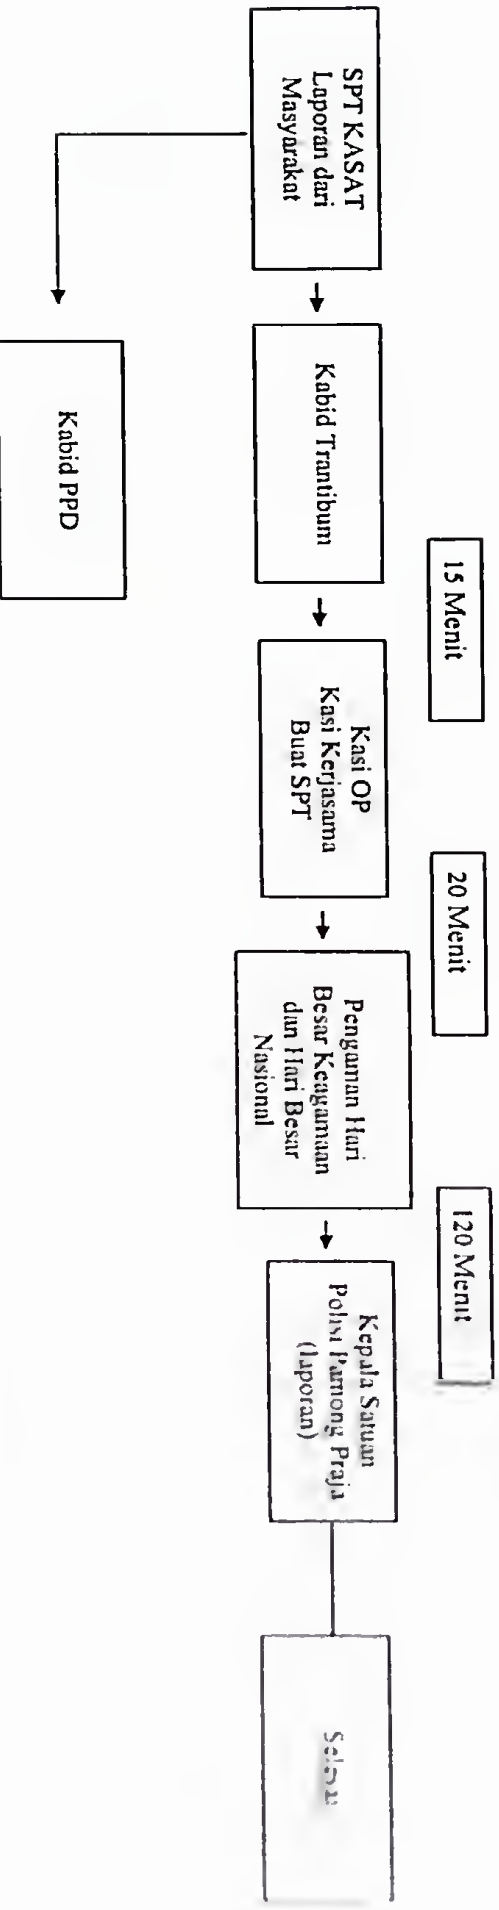 15 Menit
20 Menit
120 Menit
SPT KASAT
Laporan dari
Masyarakat
Kabid Trantibum
Kasi OP
Kasi Kerjasama
Buat SPT
Pengaman Hari
Besar Keagamaan
dan Hari Besar
Nasional
Kepala Satuan
Polisi Pamong Praja
(laporan)
Kabid PPD